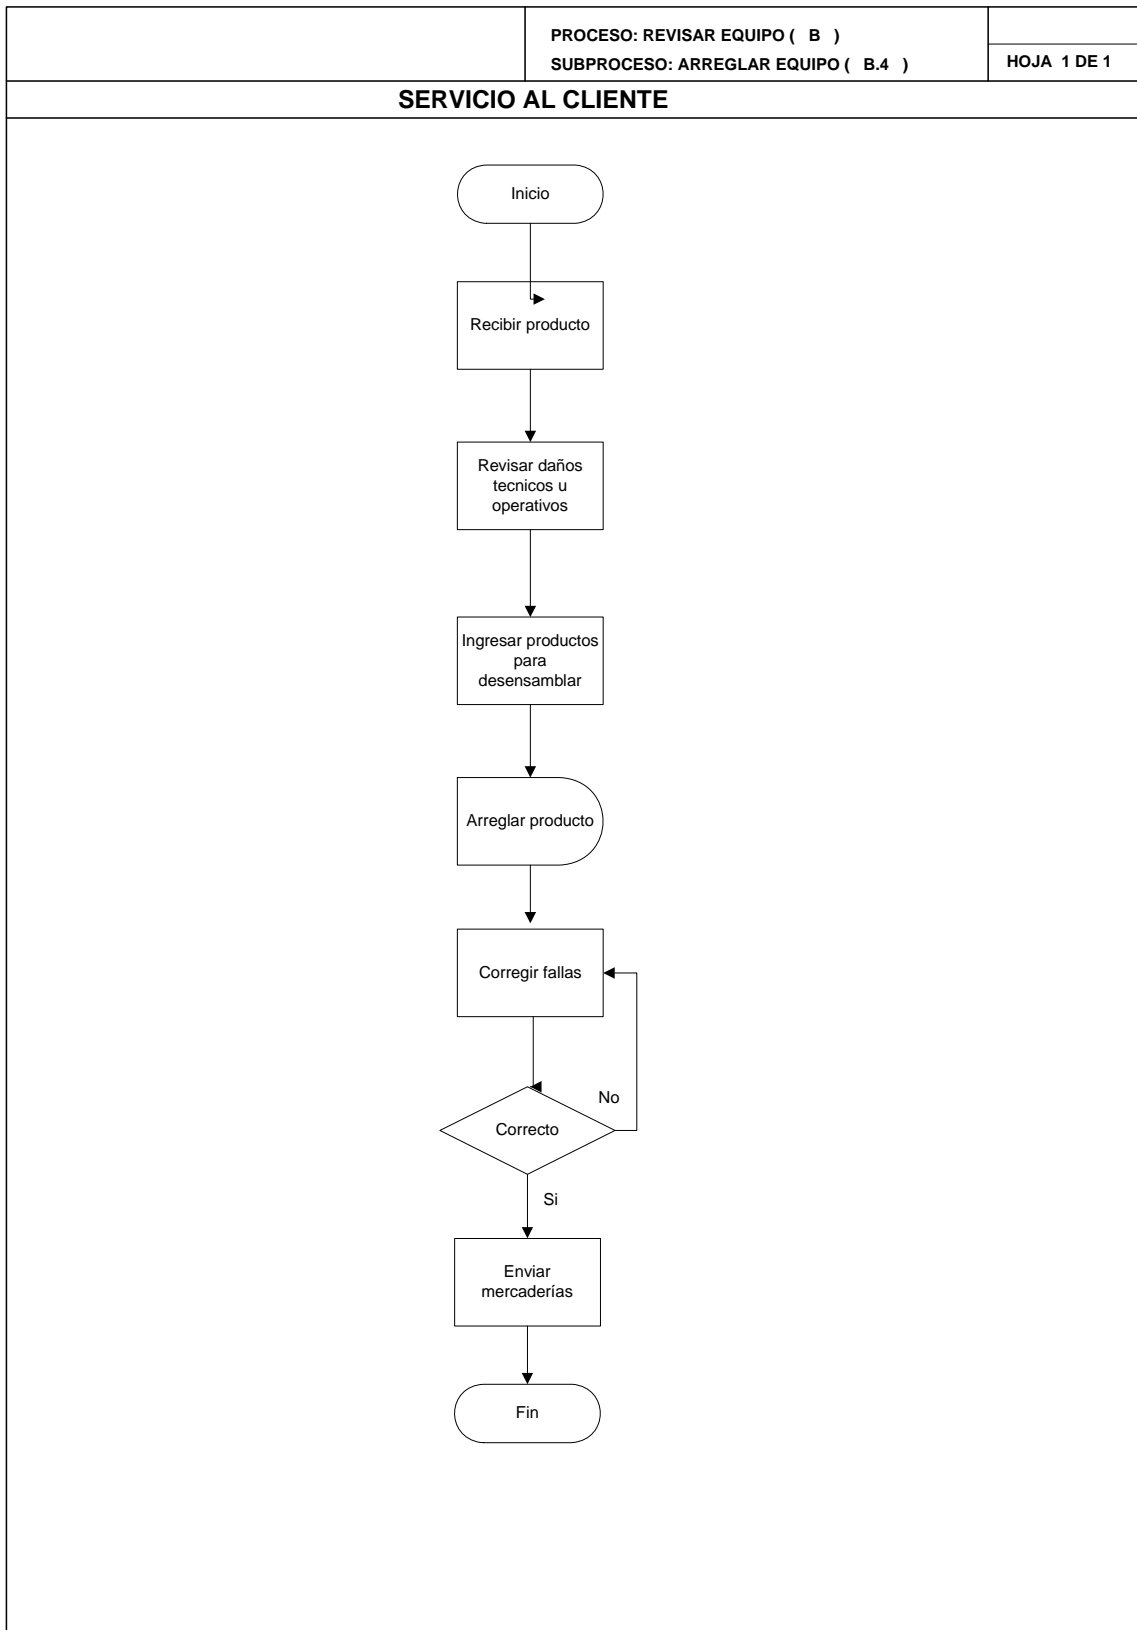 PROCESO: REVISAR EQUIPO ( B )
SUBPROCESO: ARREGLAR EQUIPO ( B.4 )
HOJA 1 DE 1
SERVICIO AL CLIENTE
Inicio
Recibir producto
Revisar daños
tecnicos u
operativos
Ingresar productos
para
desensamblar
Arreglar producto
Corregir fallas
No
Correcto
Si
Enviar
mercaderías
Fin